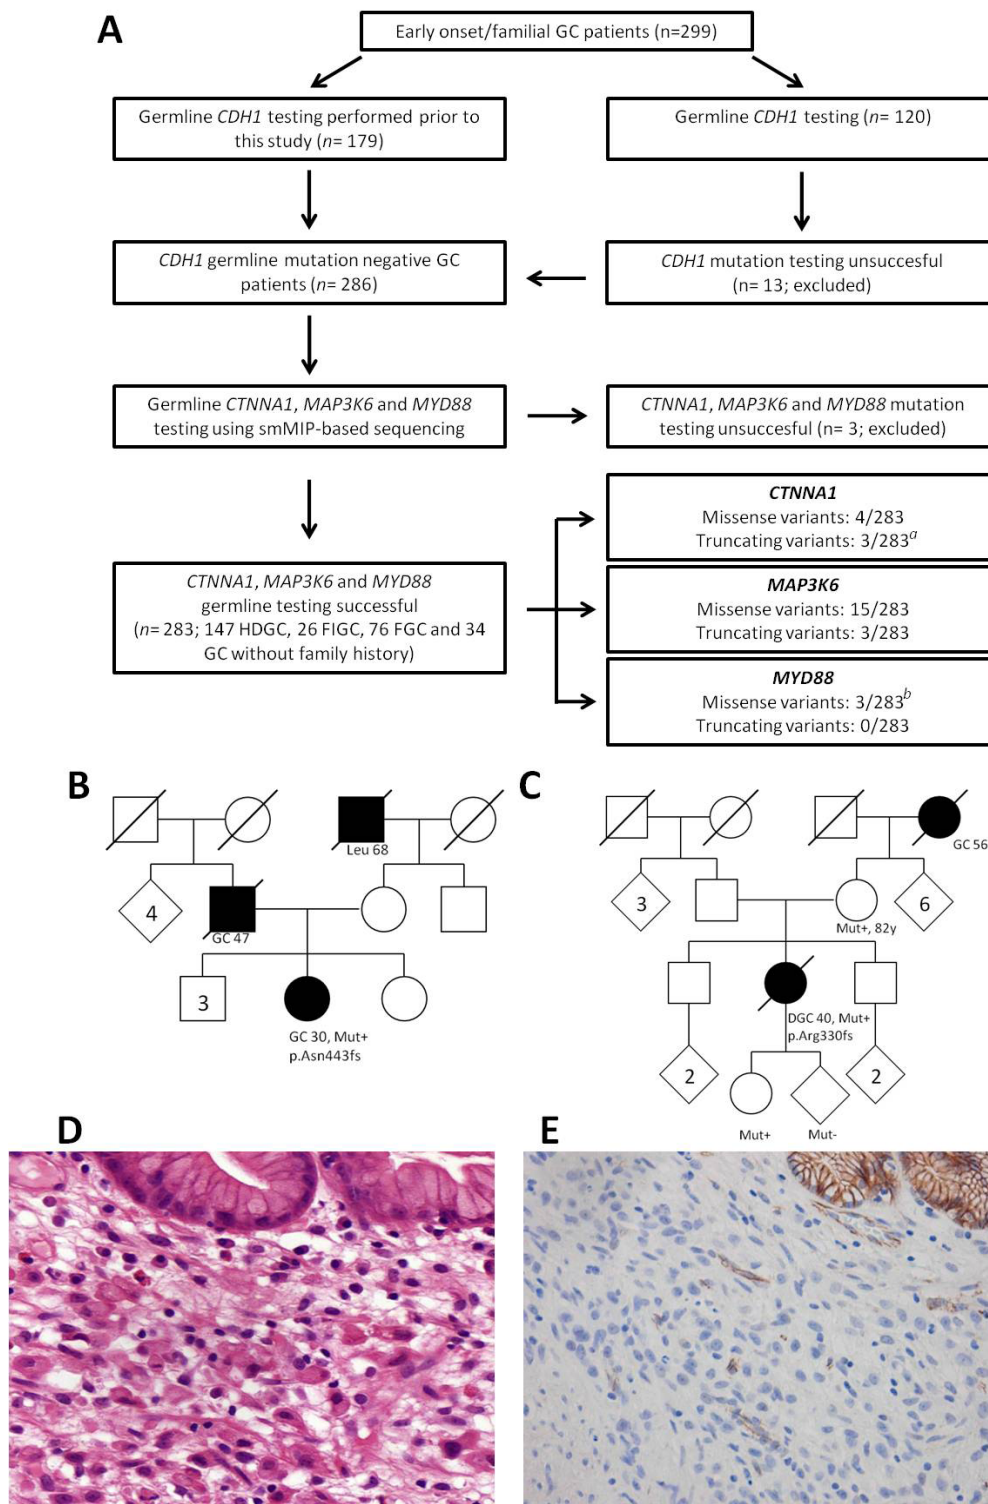 A
Early onset/familial GC patients (n=299)
Germline CDH1 testing performed prior to
this study (n= 179)
Germline CDH1 testing (n= 120)
CDH1 germline mutation negative GC
patients (n= 286)
CDH1 mutation testing unsuccesful
(n= 13; excluded)
Germline CTNNA1, MAP3K6 and MYD88
testing using smMIP-based sequencing
CTNNA1, MAP3K6 and MYD88 mutation
testing unsuccesful (n= 3; excluded)
CTNNA1, MAP3K6 and MYD88
germline testing successful
(n= 283; 147 HDGC, 26 FIGC, 76 FGC and 34
GC without family history)
CTNNA1
Missense variants: 4/283
Truncating variants: 3/283a
MAP3K6
Missense variants: 15/283
Truncating variants: 3/283
MYD88
Missense variants: 3/283b
Truncating variants: 0/283
B
Leu 68
4
GC 47
3
GC 30, Mut+
p.Asn443fs
C
GC 56
3
6
Mut+, 82y
DGC 40, Mut+
p.Arg330fs
2
2
Mut+
Mut-
D
E